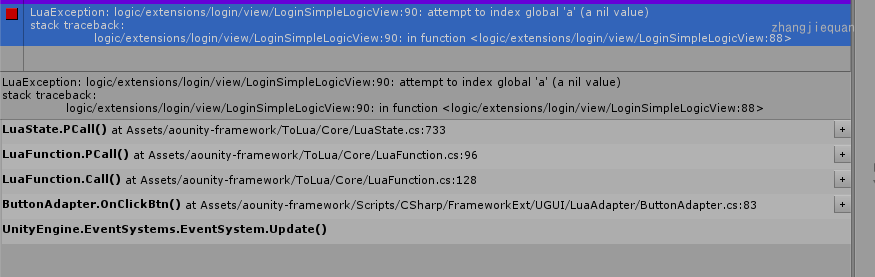 LuaException: logic/extensions/login/view/LoginSimpleLogicView:90: attempt to index global 'a' (a nil value)
stack traceback:
zhangjiequan
logic/extensions/login/view/LoginSimpleLogicView:90: in function <logic/extensions/login/view/LoginSimpleLogicView:88>
LuaException: logic/extensions/login/view/LoginSimpleLogicView:90: attempt to index global 'a' (a nil value)
stack traceback:
logic/extensions/login/view/LoginSimpleLogicView:90: in function <logic/extensions/login/view/LoginSimpleLogicView:88>
LuaState.PCall() at Assets/aounity-framework/ToLua/Core/LuaState.cs:733 +
LuaFunction.PCall() at Assets/aounity-framework/ToLua/Core/LuaFunction.cs:96 +
LuaFunction.Call() at Assets/aounity-framework/ToLua/Core/LuaFunction.cs:128 +
ButtonAdapter.OnClickBtn() at Assets/aounity-framework/Scripts/CSharp/FrameworkExt/UGUI/LuaAdapter/ButtonAdapter.cs:83 +
UnityEngine.EventSystems.EventSystem.Update()